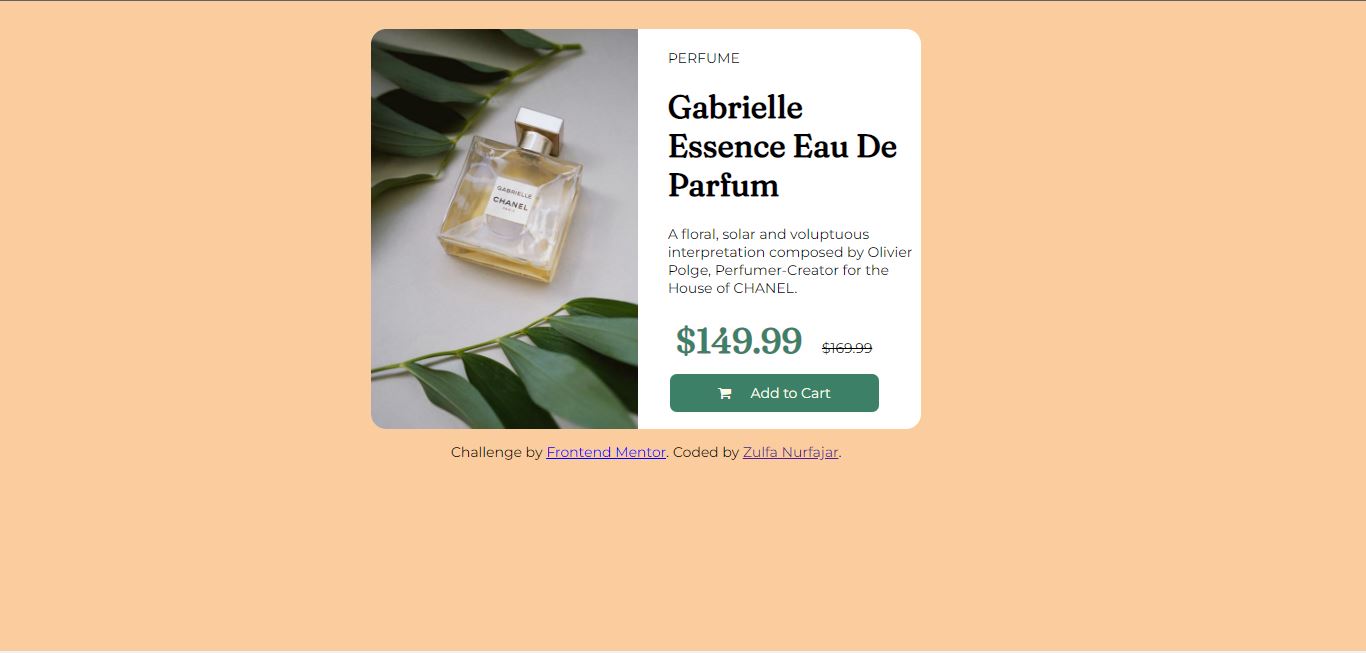 PERFUME
Gabrielle
Essence Eau De
Parfum
A floral, solar and voluptuous
interpretation composed by Olivier
Polge, Perfumer-Creator for the
House of CHANEL.
$149.99 $169.99
Add to Cart
GABRIELLE
CHANEL
PARIS
Challenge by Frontend Mentor. Coded by Zulfa Nurfajar.